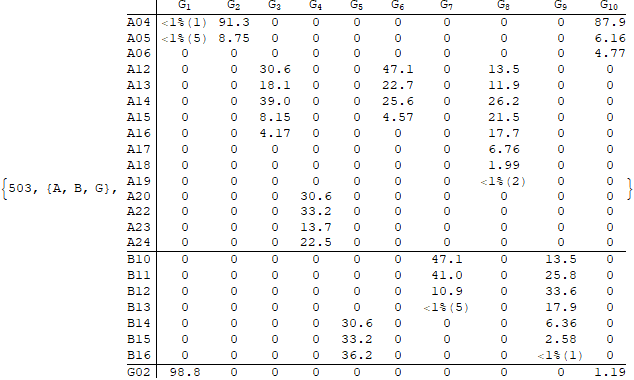 G₁ G₂ G₃ G₄ G₅ G₆ G₇ G₈ G₉ G₁₀
A04 <1%(1) 91.3 0 0 0 0 0 0 0 87.9
A05 <1%(5) 8.75 0 0 0 0 0 0 0 6.16
A06 0 0 0 0 0 0 0 0 0 4.77
A12 0 0 30.6 0 0 47.1 0 13.5 0 0
A13 0 0 18.1 0 0 22.7 0 11.9 0 0
A14 0 0 39.0 0 0 25.6 0 26.2 0 0
A15 0 0 8.15 0 0 4.57 0 21.5 0 0
A16 0 0 4.17 0 0 0 0 17.7 0 0
A17 0 0 0 0 0 0 0 6.76 0 0
A18 0 0 0 0 0 0 0 1.99 0 0
{503, {A, B, G}, A19 0 0 0 0 0 0 0 <1%(2) 0 0 }
A20 0 0 0 30.6 0 0 0 0 0 0
A22 0 0 0 33.2 0 0 0 0 0 0
A23 0 0 0 13.7 0 0 0 0 0 0
A24 0 0 0 22.5 0 0 0 0 0 0
B10 0 0 0 0 0 0 47.1 0 13.5 0
B11 0 0 0 0 0 0 41.0 0 25.8 0
B12 0 0 0 0 0 0 10.9 0 33.6 0
B13 0 0 0 0 0 0 <1%(5) 0 17.9 0
B14 0 0 0 0 30.6 0 0 0 6.36 0
B15 0 0 0 0 33.2 0 0 0 2.58 0
B16 0 0 0 0 36.2 0 0 0 <1%(1) 0
G02 98.8 0 0 0 0 0 0 0 0 1.19